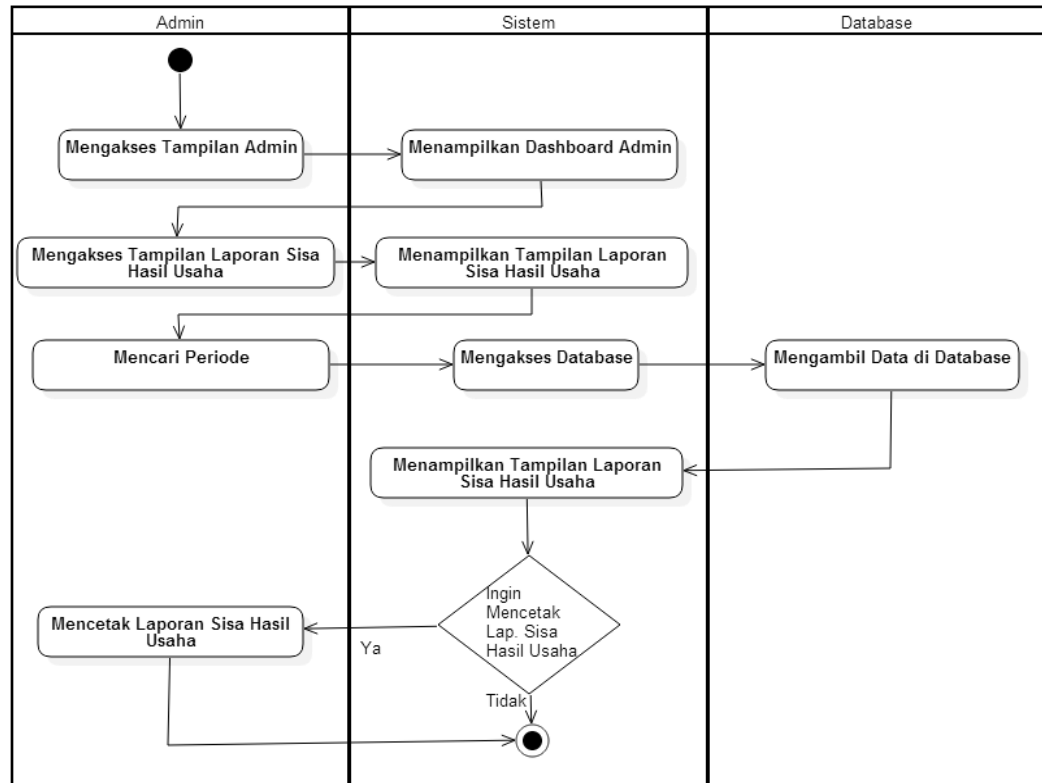 Admin
Sistem
Database
Mengakses Tampilan Admin
Menampilkan Dashboard Admin
Mengakses Tampilan Laporan Sisa
Hasil Usaha
Menampilkan Tampilan Laporan
Sisa Hasil Usaha
Mencari Periode
Mengakses Database
Mengambil Data di Database
Menampilkan Tampilan Laporan
Sisa Hasil Usaha
Ingin
Mencetak
Lap. Sisa
Hasil Usaha
Mencetak Laporan Sisa Hasil
Usaha
Ya
Tidak